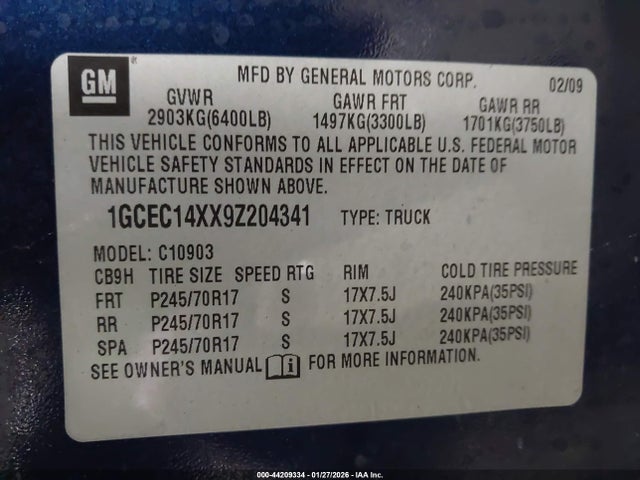 GM
MFD BY GENERAL MOTORS CORP. 02/09
GVWR GAWR FRT GAWR RR
2903KG(6400LB) 1497KG(3300LB) 1701KG(3750LB)
THIS VEHICLE CONFORMS TO ALL APPLICABLE U.S. FEDERAL MOTOR
VEHICLE SAFETY STANDARDS IN EFFECT ON THE DATE OF
MANUFACTURE SHOWN ABOVE.
1GCEC14XX9Z204341 TYPE: TRUCK
MODEL: C10903
CB9H TIRE SIZE SPEED RTG RIM COLD TIRE PRESSURE
FRT P245/70R17 S 17X7.5J 240KPA(35PSI)
RR P245/70R17 S 17X7.5J 240KPA(35PSI)
SPA P245/70R17 S 17X7.5J 240KPA(35PSI)
SEE OWNER'S MANUAL i FOR MORE INFORMATION.
000-44209334 | 01/27/2026 | IAA Inc.